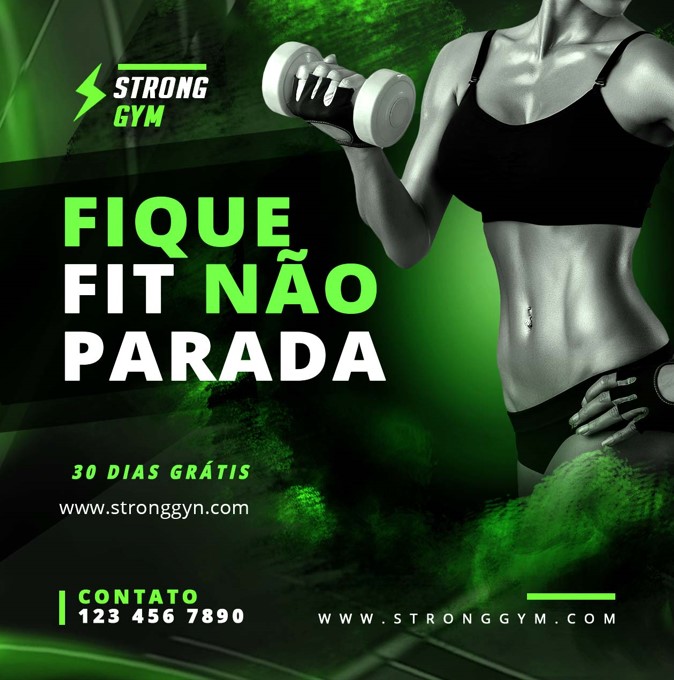 STRONG
GYM
FIQUE
FIT NÃO
PARADA
30 DIAS GRÁTIS
www.stronggyn.com
CONTATO
123 456 7890
WWW.STRONGGYM.COM